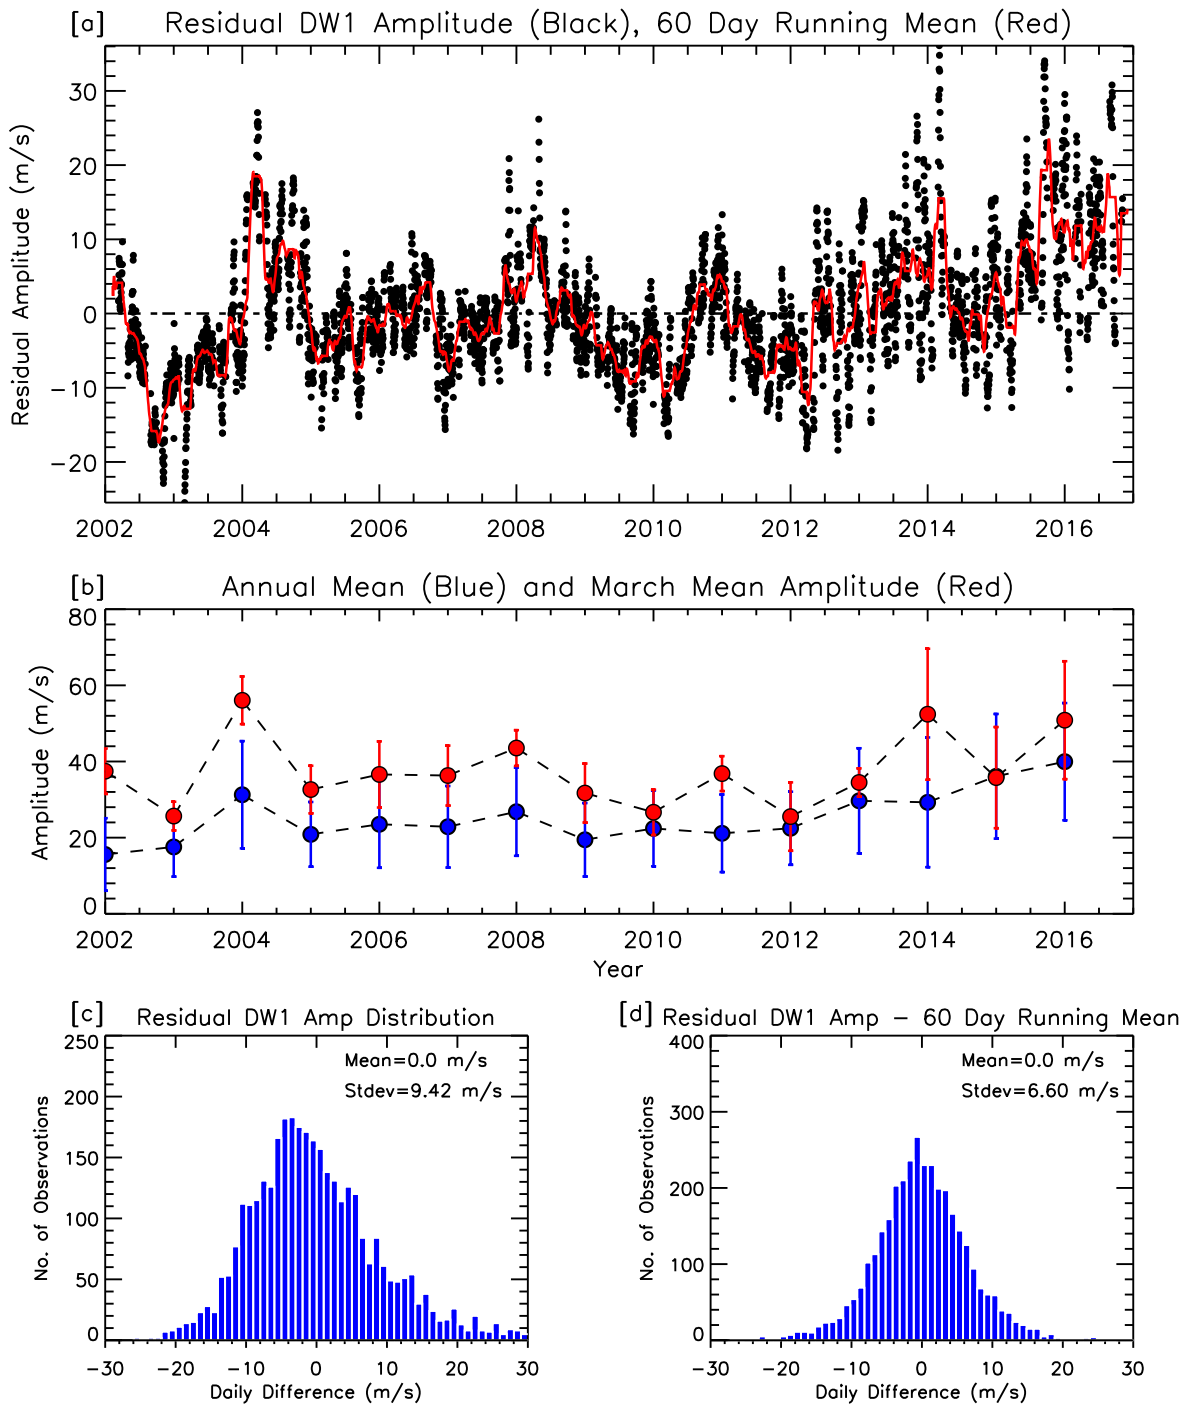 [a] Residual DW1 Amplitude (Black), 60 Day Running Mean (Red)
Residual Amplitude (m/s)
30
20
10
0
−10
−20
2002 2004 2006 2008 2010 2012 2014 2016
[b] Annual Mean (Blue) and March Mean Amplitude (Red)
Amplitude (m/s)
80
60
40
20
0
2002 2004 2006 2008 2010 2012 2014 2016
Year
[c] Residual DW1 Amp Distribution
No. of Observations
250
200
150
100
50
0
Mean=0.0 m/s
Stdev=9.42 m/s
−30 −20 −10 0 10 20 30
Daily Difference (m/s)
[d] Residual DW1 Amp − 60 Day Running Mean
No. of Observations
400
300
200
100
0
Mean=0.0 m/s
Stdev=6.60 m/s
−30 −20 −10 0 10 20 30
Daily Difference (m/s)